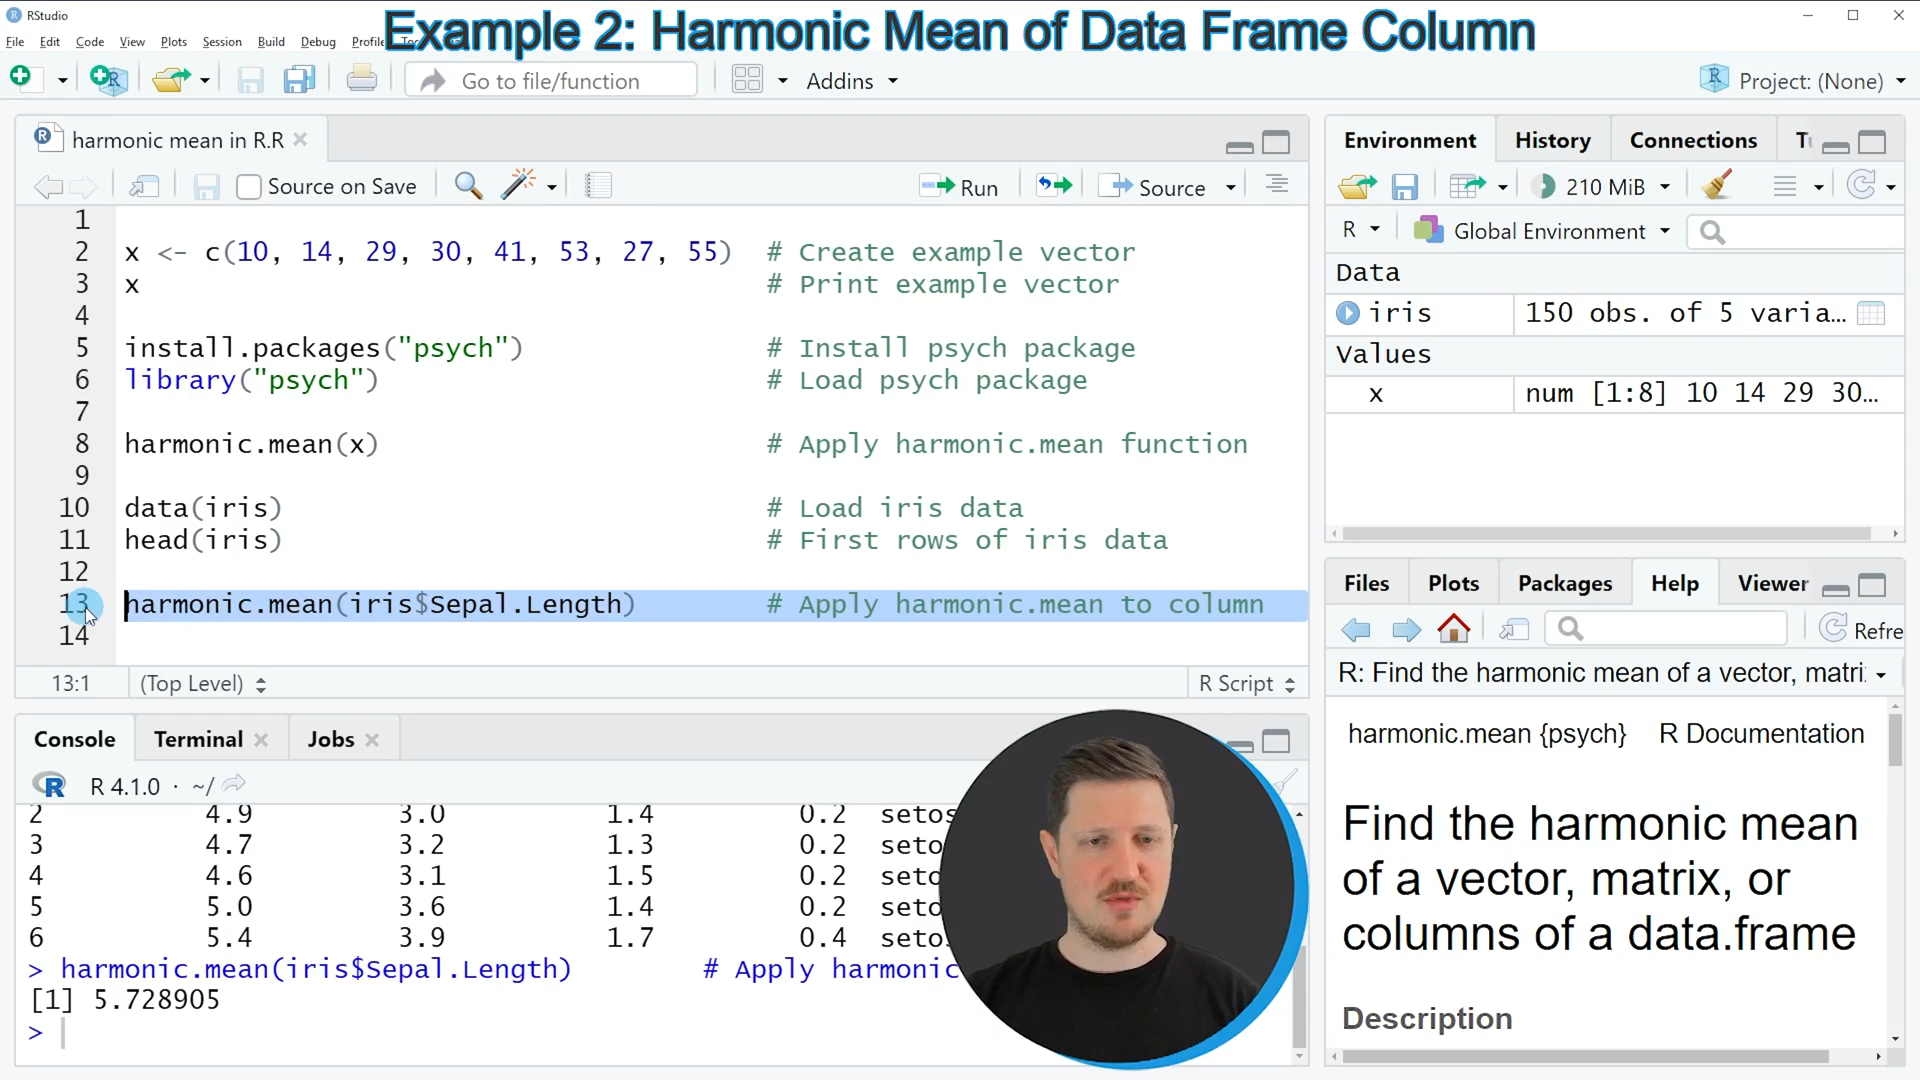 RStudio
Example 2: Harmonic Mean of Data Frame Column
File Edit Code View Plots Session Build Debug Profile
Go to file/function
Addins
Project: (None)
harmonic mean in R.R
Source on Save
Run
Source
1
2 x <- c(10, 14, 29, 30, 41, 53, 27, 55) # Create example vector
3 x # Print example vector
4
5 install.packages("psych") # Install psych package
6 library("psych") # Load psych package
7
8 harmonic.mean(x) # Apply harmonic.mean function
9
10 data(iris) # Load iris data
11 head(iris) # First rows of iris data
12
13 harmonic.mean(iris$Sepal.Length) # Apply harmonic.mean to column
14
13:1 (Top Level) R Script
Console Terminal Jobs
R 4.1.0 · ~/
2 4.9 3.0 1.4 0.2 setos
3 4.7 3.2 1.3 0.2 seto
4 4.6 3.1 1.5 0.2 seto
5 5.0 3.6 1.4 0.2 seto
6 5.4 3.9 1.7 0.4 setos
> harmonic.mean(iris$Sepal.Length) # Apply harmonic
[1] 5.728905
>
Environment History Connections
210 MiB
R Global Environment
Data
iris 150 obs. of 5 varia…
Values
x num [1:8] 10 14 29 30…
Files Plots Packages Help Viewer
Refre
R: Find the harmonic mean of a vector, matri
harmonic.mean {psych} R Documentation
Find the harmonic mean
of a vector, matrix, or
columns of a data.frame
Description